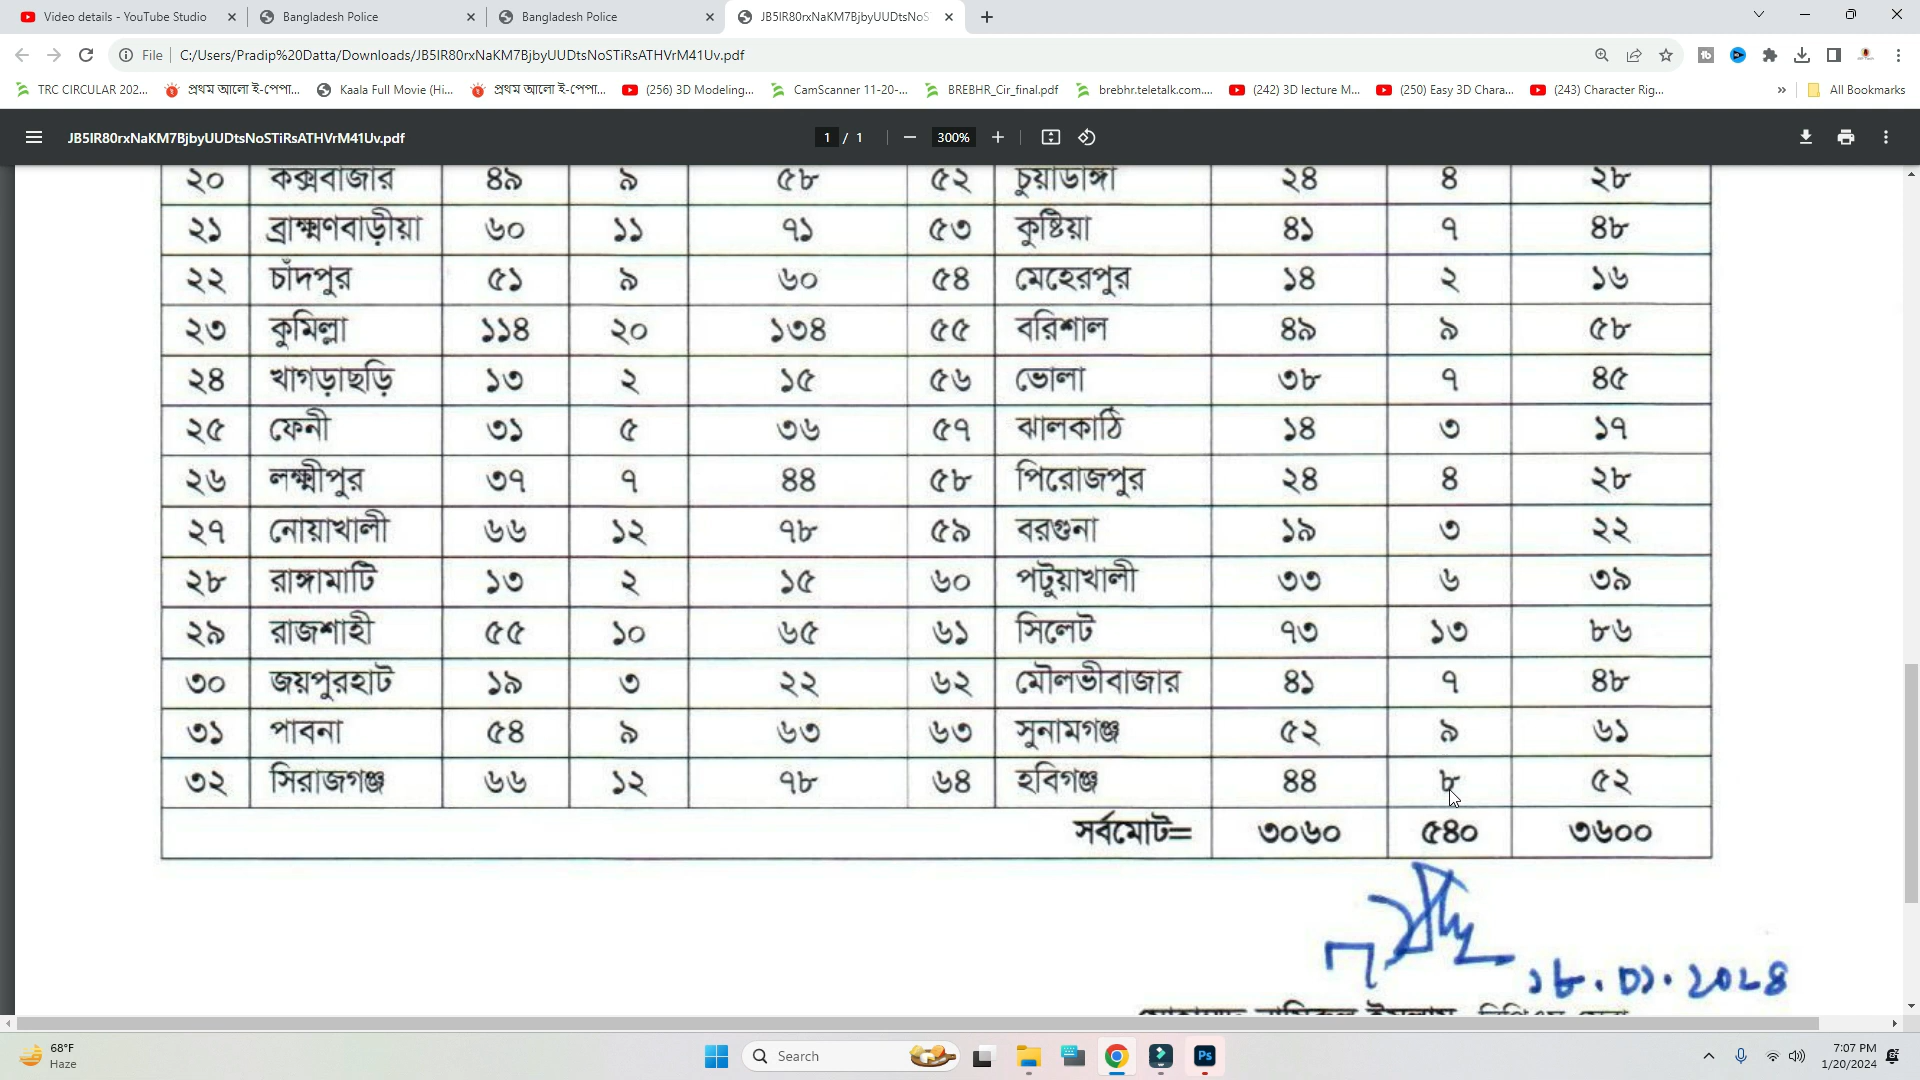 Video details - YouTube Studio
Bangladesh Police
Bangladesh Police
JB5IR80rxNaKM7BjbyUUDtsNoS
File C:/Users/Pradip%20Datta/Downloads/JB5IR80rxNaKM7BjbyUUDtsNoSTiRsATHVrM41Uv.pdf
TRC CIRCULAR 202... প্রথম আলো ই-পেপা... Kaala Full Movie (Hi... প্রথম আলো ই-পেপা... (256) 3D Modeling... CamScanner 11-20-... BREBHR_Cir_final.pdf brebhr.teletalk.com.... (242) 3D lecture M... (250) Easy 3D Chara... (243) Character Rig... » All Bookmarks
JB5IR80rxNaKM7BjbyUUDtsNoSTiRsATHVrM41Uv.pdf 1 / 1 300%
২০ কক্সবাজার ৪৯ ৯ ৫৮ ৫২ চুয়াডাঙ্গা ২৪ ৪ ২৮
২১ ব্রাহ্মণবাড়ীয়া ৬০ ১১ ৭১ ৫৩ কুষ্টিয়া ৪১ ৭ ৪৮
২২ চাঁদপুর ৫১ ৯ ৬০ ৫৪ মেহেরপুর ১৪ ২ ১৬
২৩ কুমিল্লা ১১৪ ২০ ১৩৪ ৫৫ বরিশাল ৪৯ ৯ ৫৮
২৪ খাগড়াছড়ি ১৩ ২ ১৫ ৫৬ ভোলা ৩৮ ৭ ৪৫
২৫ ফেনী ৩১ ৫ ৩৬ ৫৭ ঝালকাঠি ১৪ ৩ ১৭
২৬ লক্ষ্মীপুর ৩৭ ৭ ৪৪ ৫৮ পিরোজপুর ২৪ ৪ ২৮
২৭ নোয়াখালী ৬৬ ১২ ৭৮ ৫৯ বরগুনা ১৯ ৩ ২২
২৮ রাঙ্গামাটি ১৩ ২ ১৫ ৬০ পটুয়াখালী ৩৩ ৬ ৩৯
২৯ রাজশাহী ৫৫ ১০ ৬৫ ৬১ সিলেট ৭৩ ১৩ ৮৬
৩০ জয়পুরহাট ১৯ ৩ ২২ ৬২ মৌলভীবাজার ৪১ ৭ ৪৮
৩১ পাবনা ৫৪ ৯ ৬৩ ৬৩ সুনামগঞ্জ ৫২ ৯ ৬১
৩২ সিরাজগঞ্জ ৬৬ ১২ ৭৮ ৬৪ হবিগঞ্জ ৪৪ ৮ ৫২
সর্বমোট= ৩০৬০ ৫৪০ ৩৬০০
১৮.০১.২০২৪
68°F
Haze
Search
7:07 PM
1/20/2024